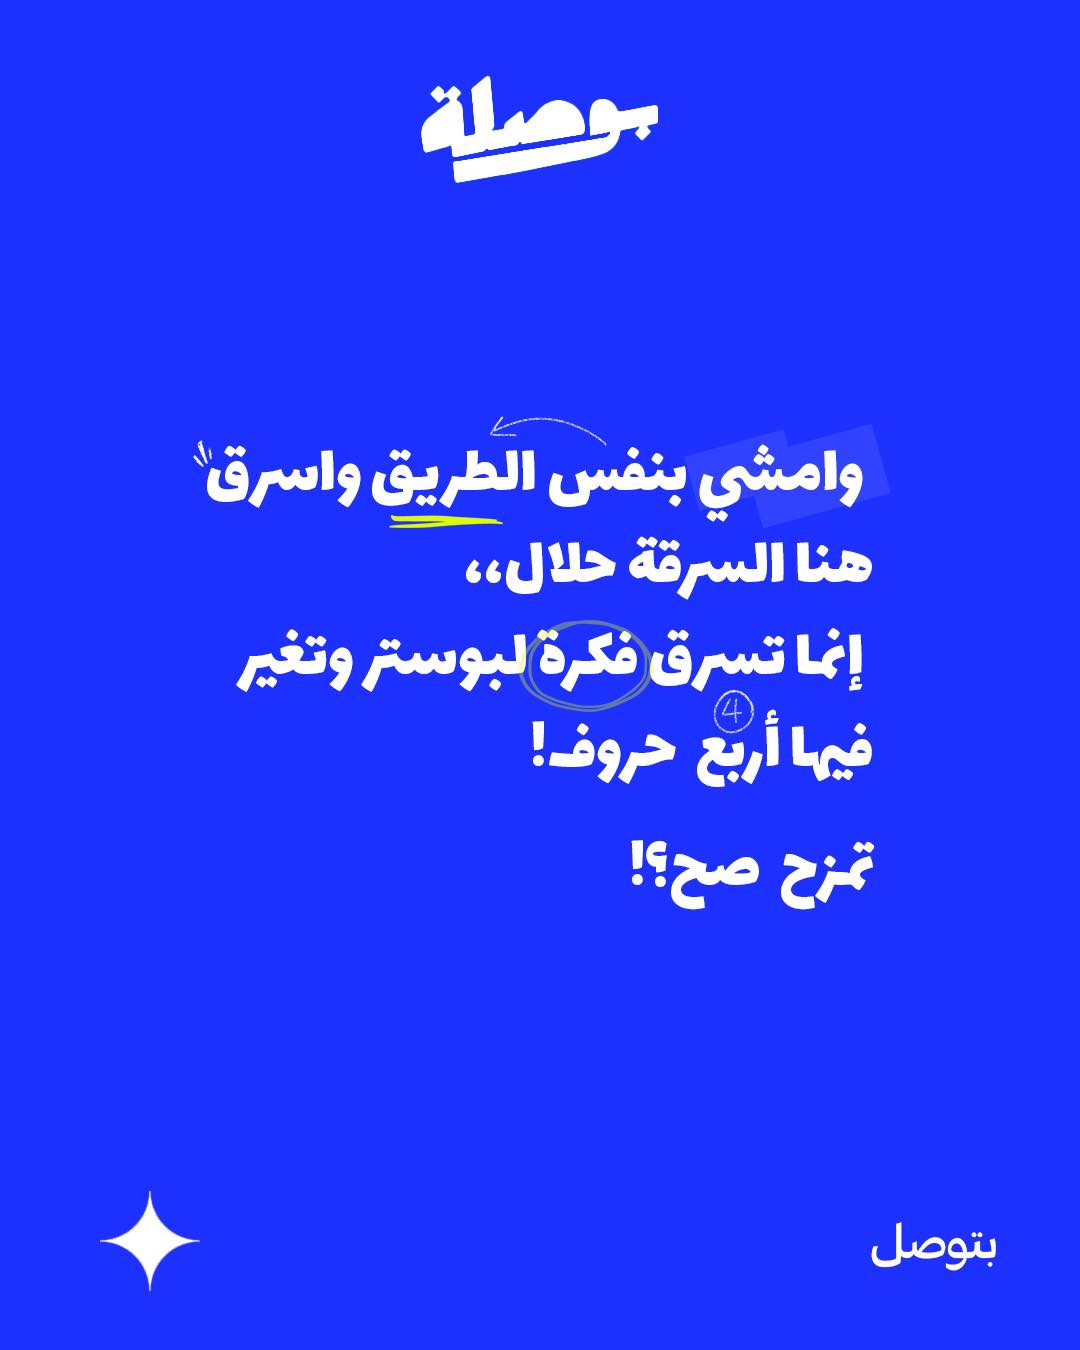 بوصلة
وامشي بنفس الطريق واسرق
هنا السرقة حلال،،
إنما تسرق فكرة لبوستر وتغير
4
فيها أربع حروف!
تمزح صح؟!
بتوصل